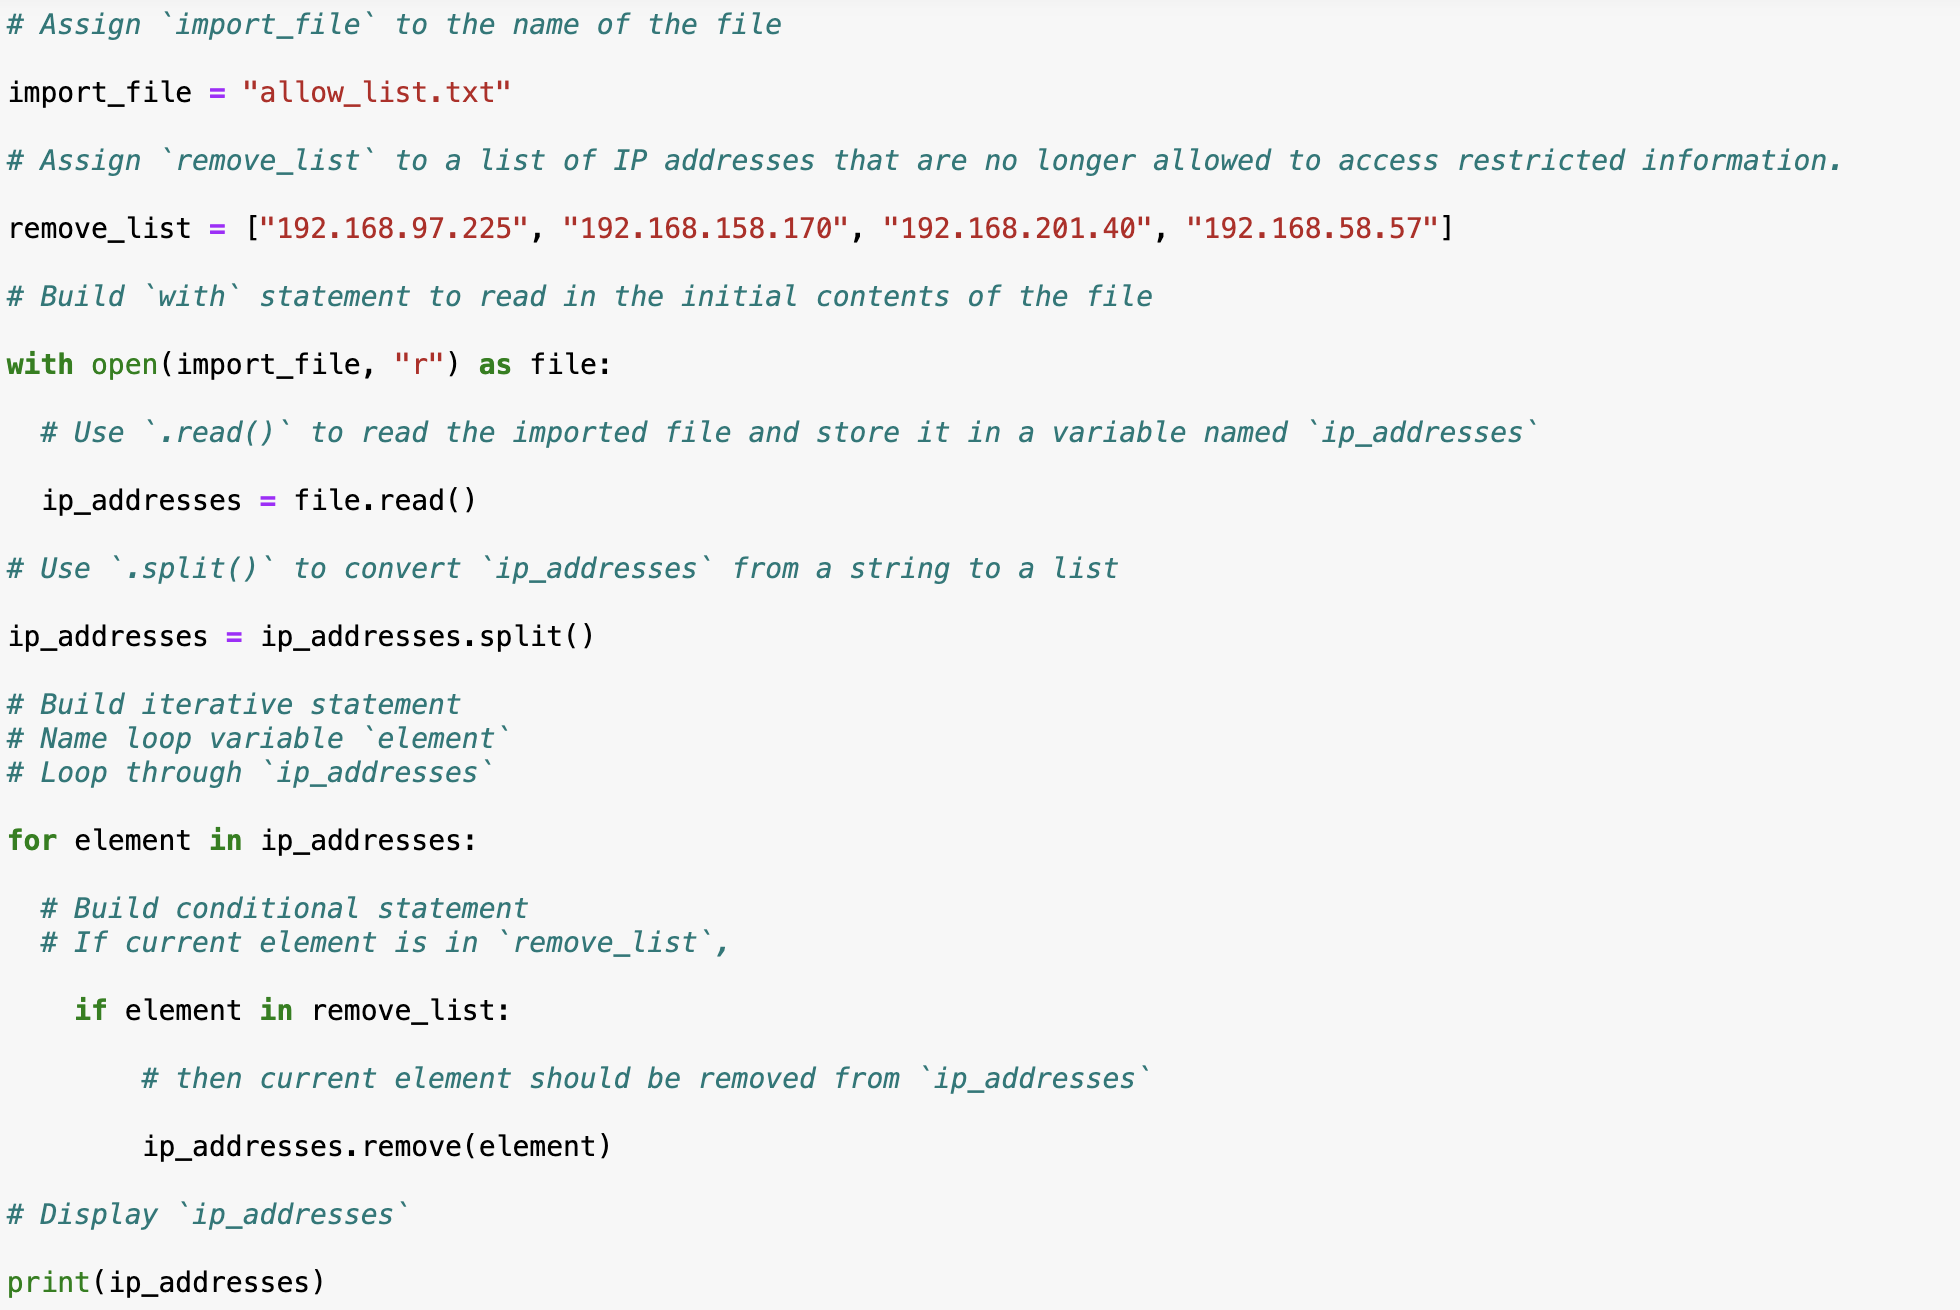 # Assign `import_file` to the name of the file
import_file = "allow_list.txt"
# Assign `remove_list` to a list of IP addresses that are no longer allowed to access restricted information.
remove_list = ["192.168.97.225", "192.168.158.170", "192.168.201.40", "192.168.58.57"]
# Build `with` statement to read in the initial contents of the file
with open(import_file, "r") as file:
  # Use `.read()` to read the imported file and store it in a variable named `ip_addresses`
  ip_addresses = file.read()
# Use `.split()` to convert `ip_addresses` from a string to a list
ip_addresses = ip_addresses.split()
# Build iterative statement
# Name loop variable `element`
# Loop through `ip_addresses`
for element in ip_addresses:
  # Build conditional statement
  # If current element is in `remove_list`,
    if element in remove_list:
        # then current element should be removed from `ip_addresses`
        ip_addresses.remove(element)
# Display `ip_addresses`
print(ip_addresses)